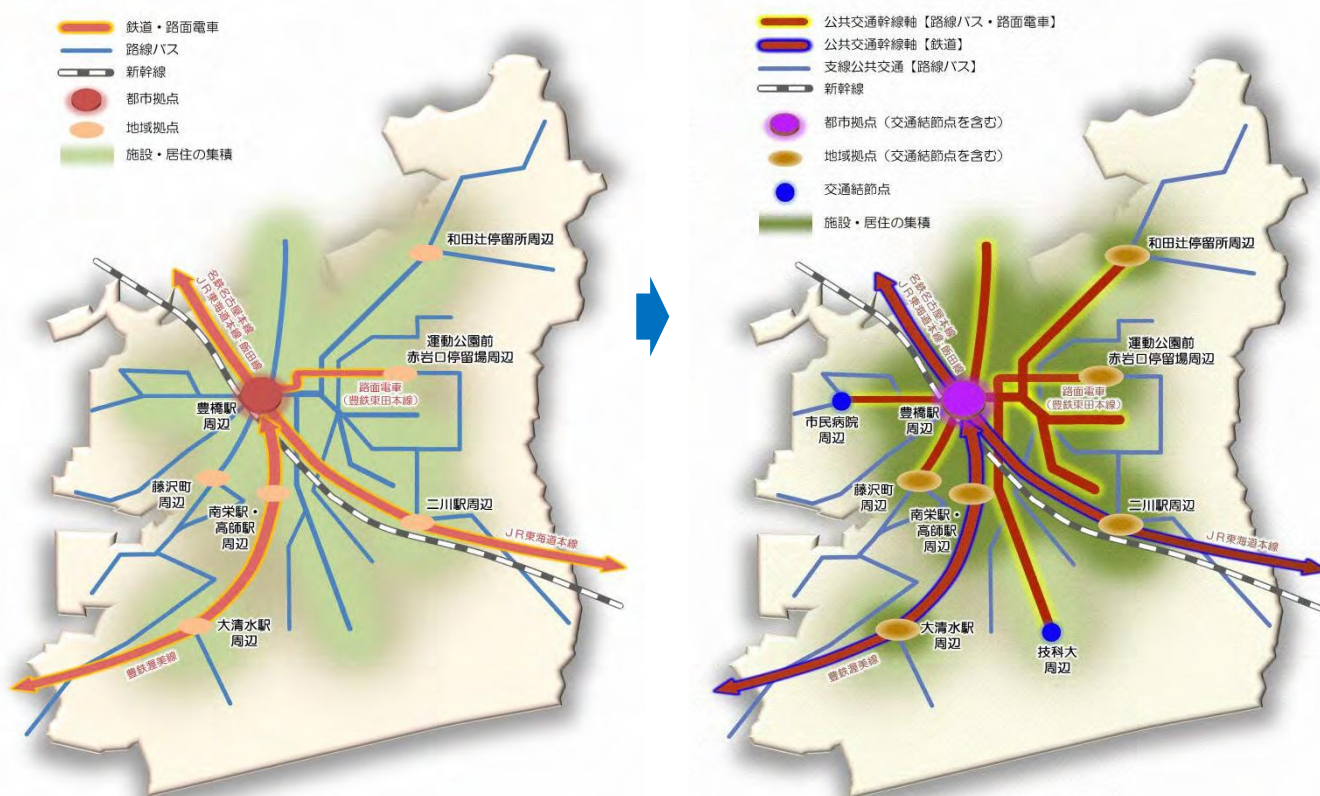 鉄道・路面電車
路線バス
新幹線
都市拠点
地域拠点
施設・居住の集積
和田辻停留所周辺
名鉄名古屋本線
JR東海道本線・飯田線
運動公園前
赤岩口停留場周辺
路面電車
(豊鉄東田本線)
豊橋駅
周辺
藤沢町
周辺
南栄駅・
高師駅
周辺
二川駅周辺
JR東海道本線
大清水駅
周辺
豊鉄渥美線
公共交通幹線軸【路線バス・路面電車】
公共交通幹線軸【鉄道】
支線公共交通【路線バス】
新幹線
都市拠点(交通結節点を含む)
地域拠点(交通結節点を含む)
交通結節点
施設・居住の集積
和田辻停留所周辺
名鉄名古屋本線
JR東海道本線・飯田線
運動公園前
赤岩口停留場周辺
路面電車
(豊鉄東田本線)
市民病院
周辺
豊橋駅
周辺
藤沢町
周辺
南栄駅・
高師駅
周辺
二川駅周辺
JR東海道本線
大清水駅
周辺
技科大
周辺
豊鉄渥美線